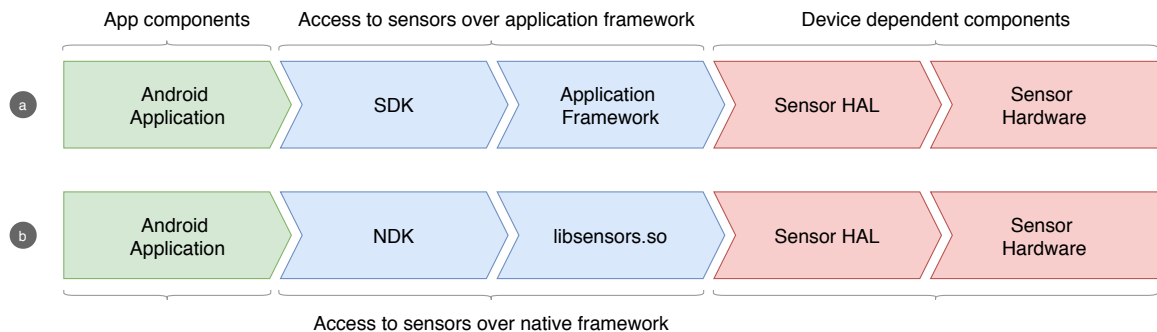 App components
Access to sensors over application framework
Device dependent components
a
Android
Application
SDK
Application
Framework
Sensor HAL
Sensor
Hardware
b
Android
Application
NDK
libsensors.so
Sensor HAL
Sensor
Hardware
Access to sensors over native framework